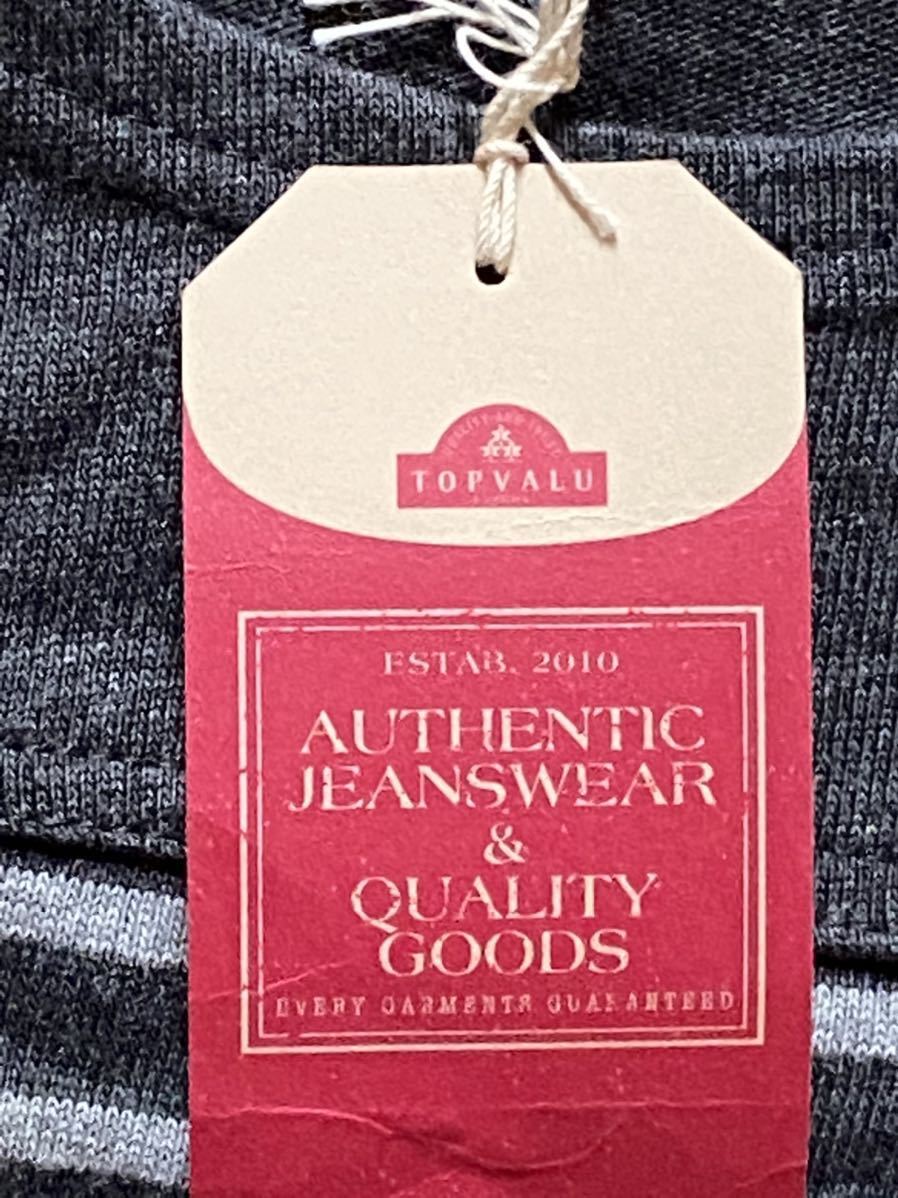 TOPVALU
ESTAB. 2010
AUTHENTIC
JEANSWEAR
&
QUALITY
GOODS
EVERY GARMENTS GUARANTEED